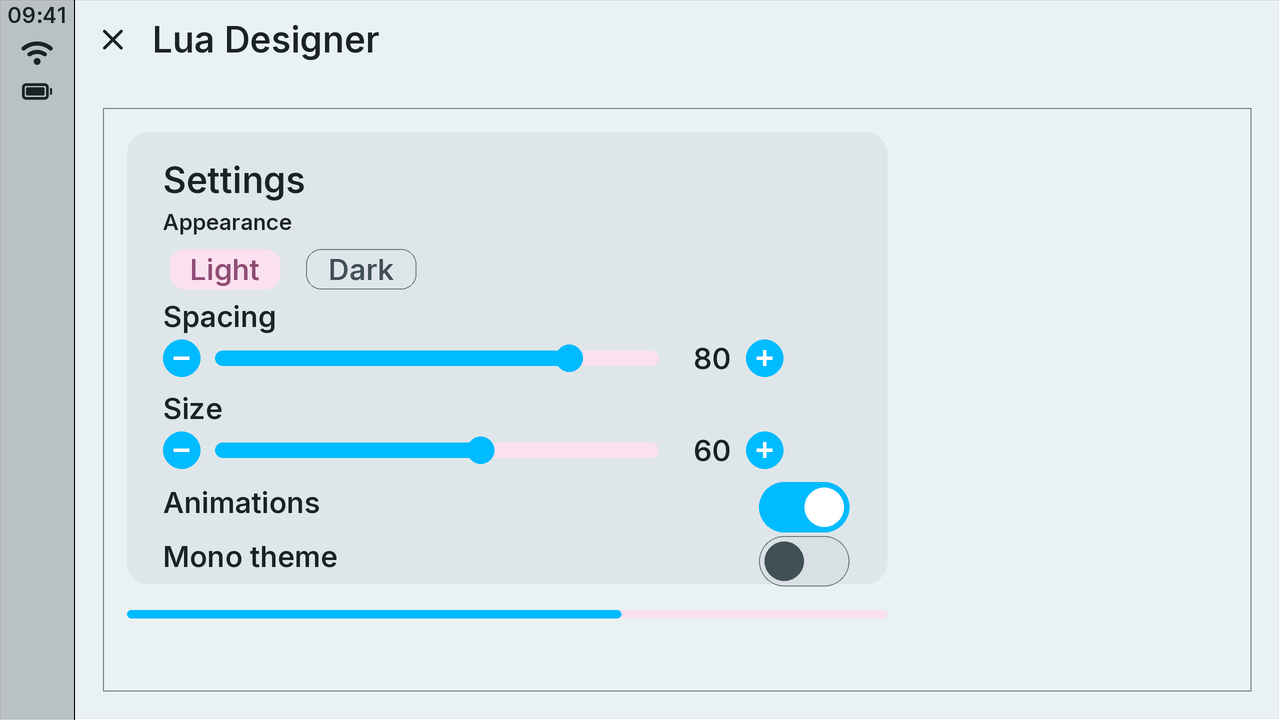 09:41
Lua Designer
Settings
Appearance
Light Dark
Spacing
80
Size
60
Animations
Mono theme